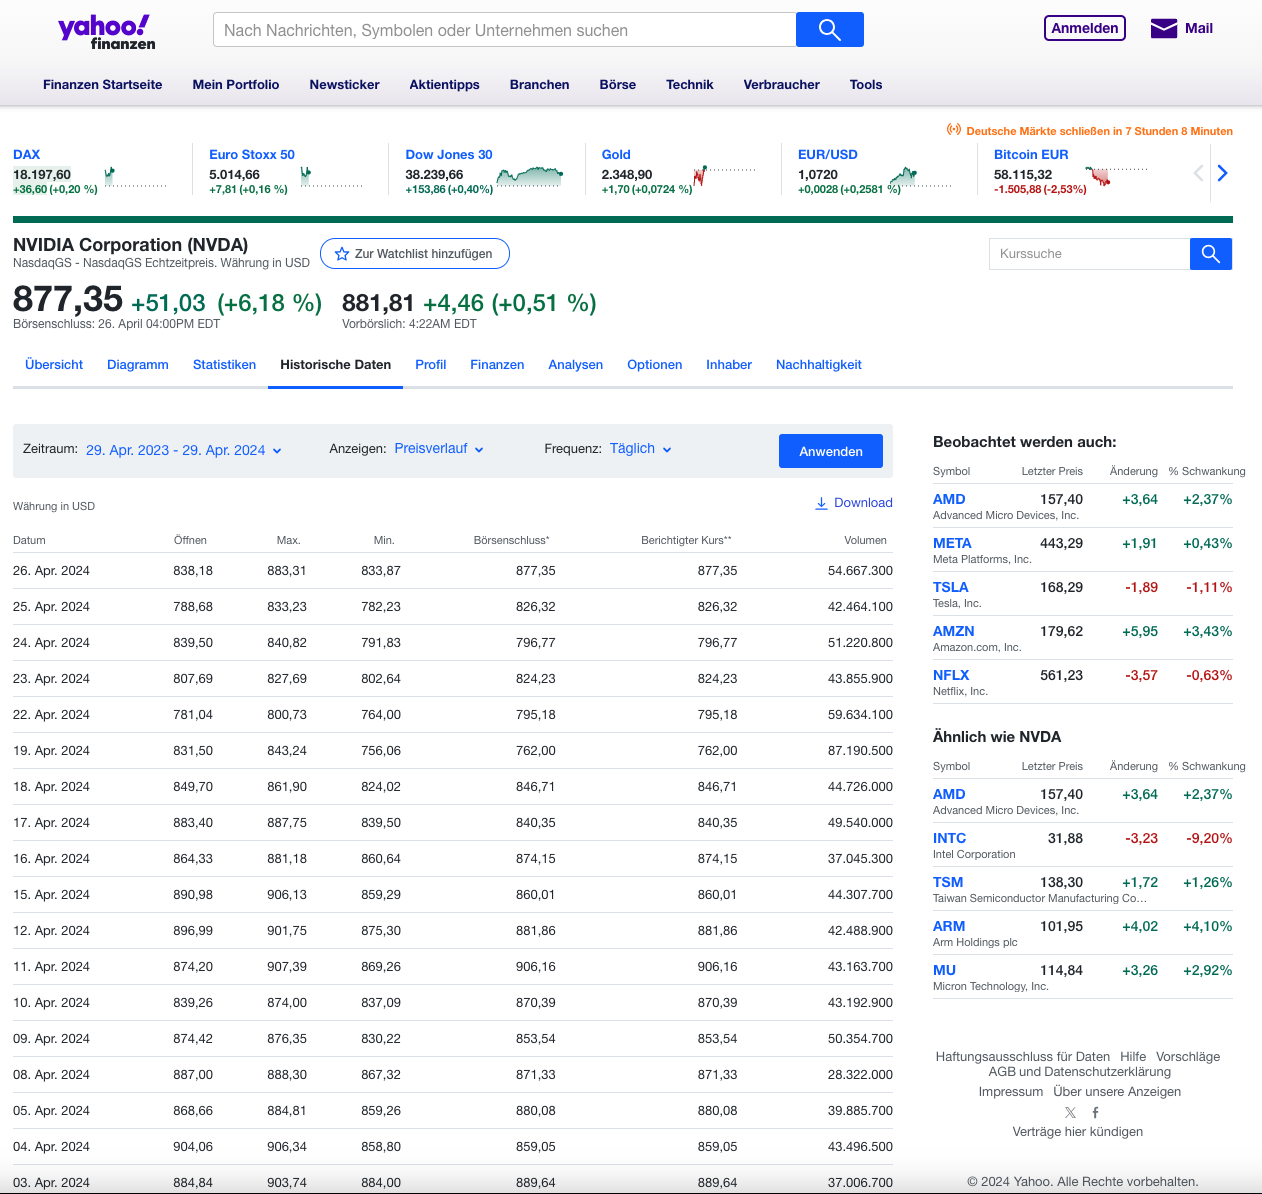 yahoo!
finanzen
Nach Nachrichten, Symbolen oder Unternehmen suchen
Anmelden
Mail
Finanzen Startseite Mein Portfolio Newsticker Aktientipps Branchen Börse Technik Verbraucher Tools
Deutsche Märkte schließen in 7 Stunden 8 Minuten
DAX
18.197,60
+36,60 (+0,20 %)
Euro Stoxx 50
5.014,66
+7,81 (+0,16 %)
Dow Jones 30
38.239,66
+153,86 (+0,40%)
Gold
2.348,90
+1,70 (+0,0724 %)
EUR/USD
1,0720
+0,0028 (+0,2581 %)
Bitcoin EUR
58.115,32
-1.505,88 (-2,53%)
NVIDIA Corporation (NVDA)
NasdaqGS - NasdaqGS Echtzeitpreis. Währung in USD
Zur Watchlist hinzufügen
Kurssuche
877,35 +51,03 (+6,18 %)
Börsenschluss: 26. April 04:00PM EDT
881,81 +4,46 (+0,51 %)
Vorbörslich: 4:22AM EDT
Übersicht Diagramm Statistiken Historische Daten Profil Finanzen Analysen Optionen Inhaber Nachhaltigkeit
Zeitraum: 29. Apr. 2023 - 29. Apr. 2024 Anzeigen: Preisverlauf Frequenz: Täglich Anwenden
Währung in USD
Download
Datum Öffnen Max. Min. Börsenschluss* Berichtigter Kurs** Volumen
26. Apr. 2024 838,18 883,31 833,87 877,35 877,35 54.667.300
25. Apr. 2024 788,68 833,23 782,23 826,32 826,32 42.464.100
24. Apr. 2024 839,50 840,82 791,83 796,77 796,77 51.220.800
23. Apr. 2024 807,69 827,69 802,64 824,23 824,23 43.855.900
22. Apr. 2024 781,04 800,73 764,00 795,18 795,18 59.634.100
19. Apr. 2024 831,50 843,24 756,06 762,00 762,00 87.190.500
18. Apr. 2024 849,70 861,90 824,02 846,71 846,71 44.726.000
17. Apr. 2024 883,40 887,75 839,50 840,35 840,35 49.540.000
16. Apr. 2024 864,33 881,18 860,64 874,15 874,15 37.045.300
15. Apr. 2024 890,98 906,13 859,29 860,01 860,01 44.307.700
12. Apr. 2024 896,99 901,75 875,30 881,86 881,86 42.488.900
11. Apr. 2024 874,20 907,39 869,26 906,16 906,16 43.163.700
10. Apr. 2024 839,26 874,00 837,09 870,39 870,39 43.192.900
09. Apr. 2024 874,42 876,35 830,22 853,54 853,54 50.354.700
08. Apr. 2024 887,00 888,30 867,32 871,33 871,33 28.322.000
05. Apr. 2024 868,66 884,81 859,26 880,08 880,08 39.885.700
04. Apr. 2024 904,06 906,34 858,80 859,05 859,05 43.496.500
03. Apr. 2024 884,84 903,74 884,00 889,64 889,64 37.006.700
Beobachtet werden auch:
Symbol Letzter Preis Änderung % Schwankung
AMD 157,40 +3,64 +2,37%
Advanced Micro Devices, Inc.
META 443,29 +1,91 +0,43%
Meta Platforms, Inc.
TSLA 168,29 -1,89 -1,11%
Tesla, Inc.
AMZN 179,62 +5,95 +3,43%
Amazon.com, Inc.
NFLX 561,23 -3,57 -0,63%
Netflix, Inc.
Ähnlich wie NVDA
Symbol Letzter Preis Änderung % Schwankung
AMD 157,40 +3,64 +2,37%
Advanced Micro Devices, Inc.
INTC 31,88 -3,23 -9,20%
Intel Corporation
TSM 138,30 +1,72 +1,26%
Taiwan Semiconductor Manufacturing Co…
ARM 101,95 +4,02 +4,10%
Arm Holdings plc
MU 114,84 +3,26 +2,92%
Micron Technology, Inc.
Haftungsausschluss für Daten Hilfe Vorschläge
AGB und Datenschutzerklärung
Impressum Über unsere Anzeigen
Verträge hier kündigen
© 2024 Yahoo. Alle Rechte vorbehalten.